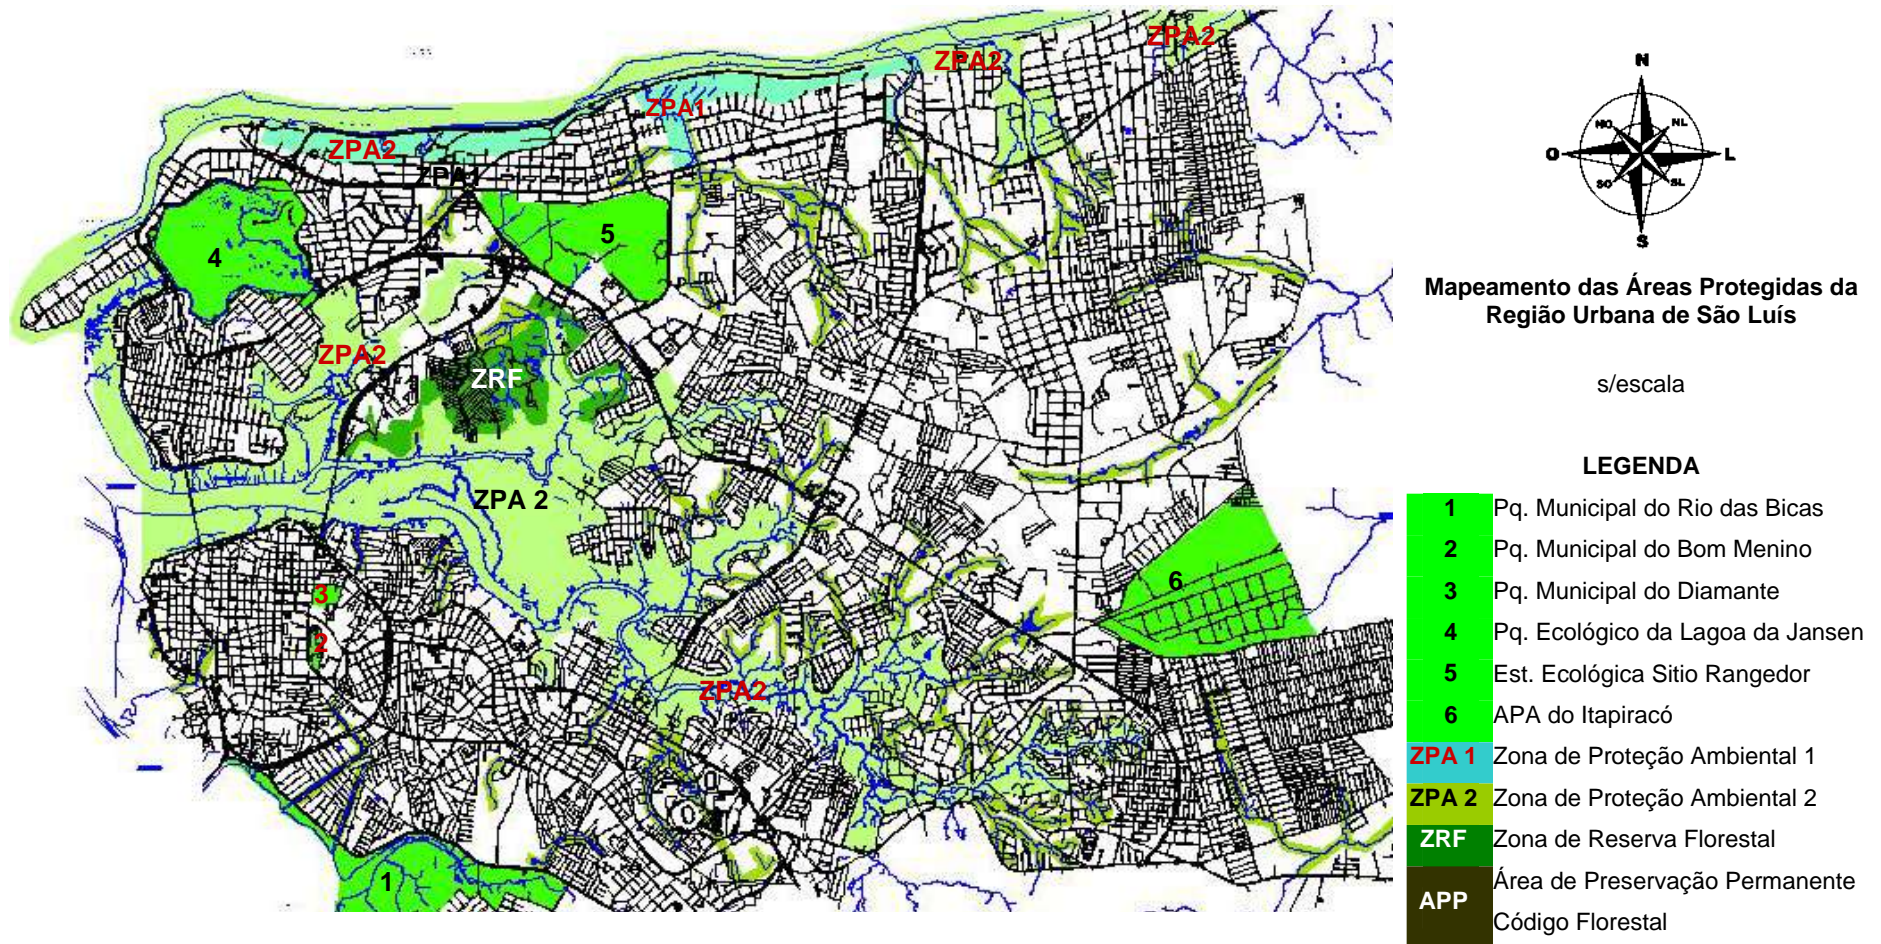 ZPA2
ZPA2
ZPA1
ZPA2
ZPA1
4
5
ZPA2
ZRF
ZPA 2
3
2
6
ZPA2
1
N
NO
NL
O
L
SO
SL
S
Mapeamento das Áreas Protegidas da
Região Urbana de São Luís
s/escala
LEGENDA
1 Pq. Municipal do Rio das Bicas
2 Pq. Municipal do Bom Menino
3 Pq. Municipal do Diamante
4 Pq. Ecológico da Lagoa da Jansen
5 Est. Ecológica Sitio Rangedor
6 APA do Itapiracó
ZPA 1 Zona de Proteção Ambiental 1
ZPA 2 Zona de Proteção Ambiental 2
ZRF Zona de Reserva Florestal
APP Área de Preservação Permanente
Código Florestal